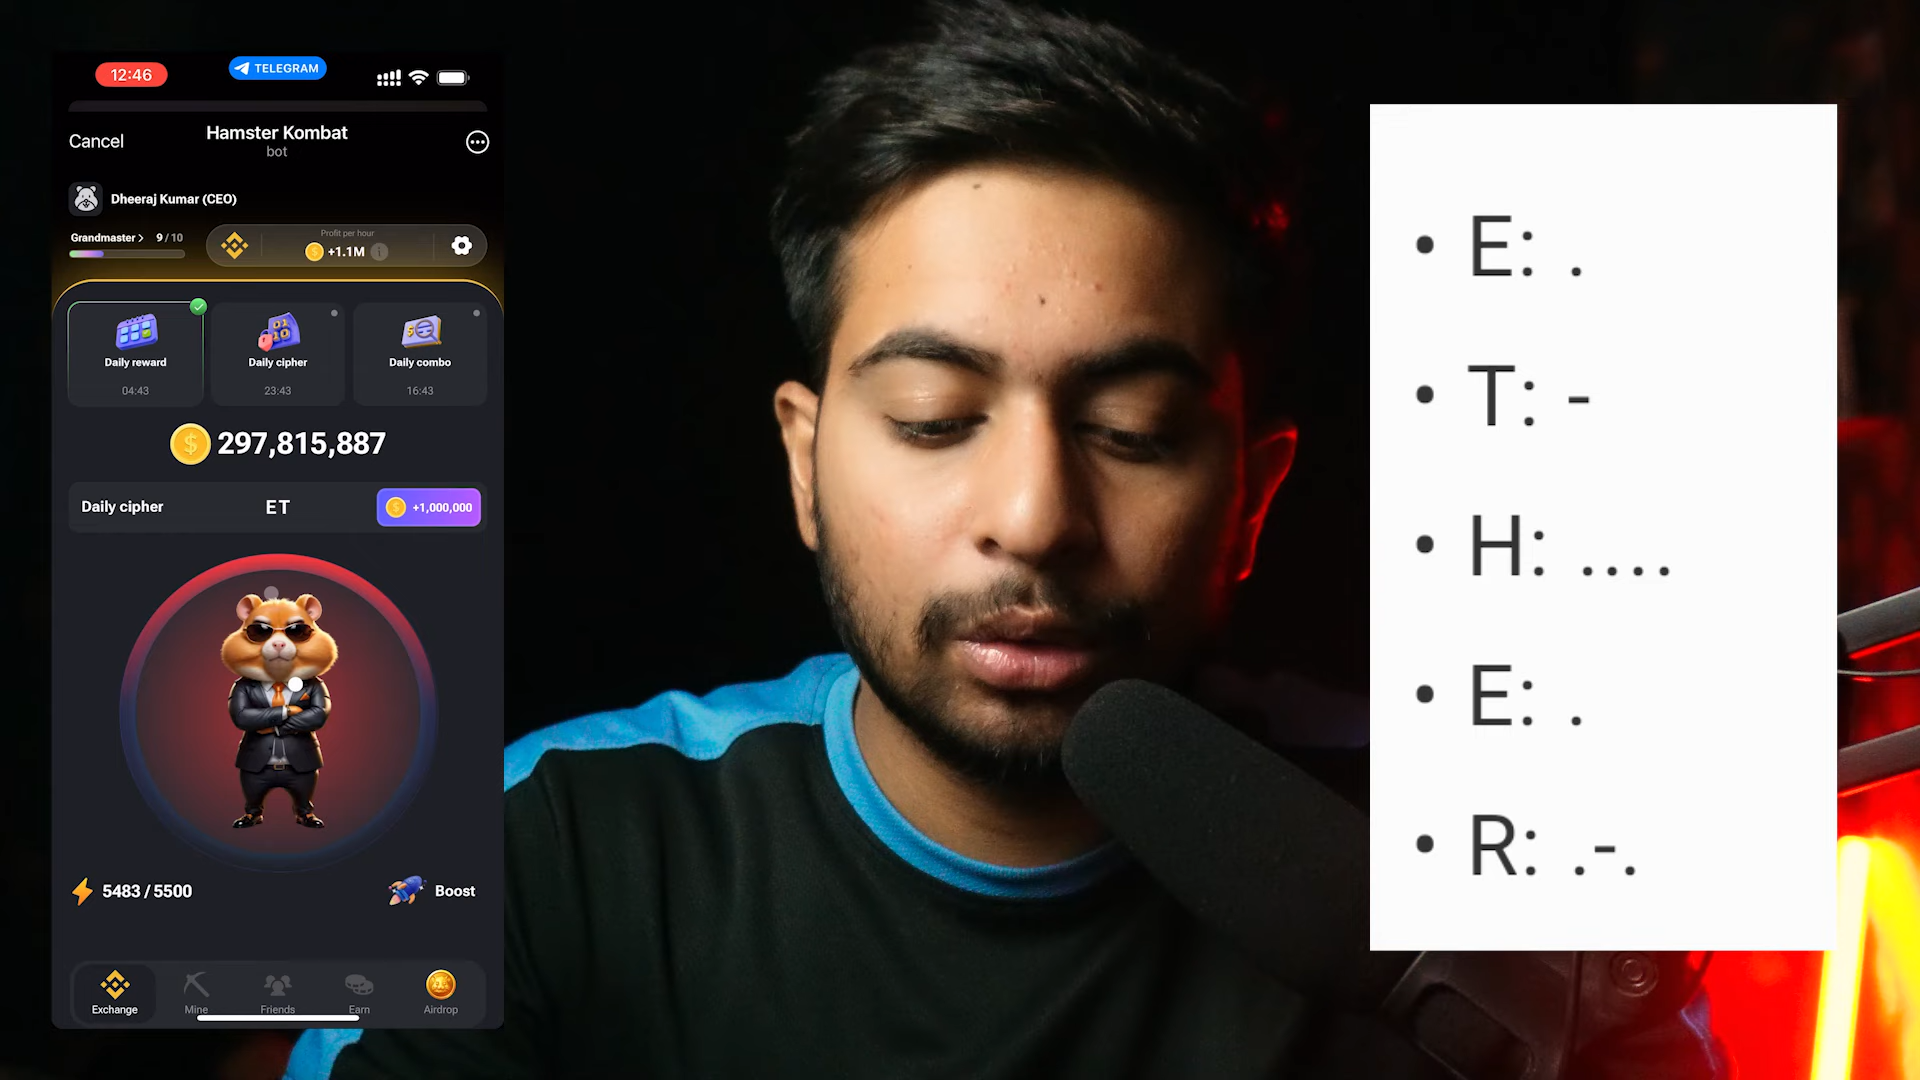 12:46
TELEGRAM
Cancel
Hamster Kombat
bot
Dheeraj Kumar (CEO)
Grandmaster >
9 / 10
Profit per hour
+1.1M
Daily reward
04:43
Daily cipher
23:43
Daily combo
16:43
297,815,887
Daily cipher
ET
+1,000,000
5483 / 5500
Boost
Exchange
Mine
Friends
Earn
Airdrop
• E: .
• T: -
• H: ....
• E: .
• R: .-.